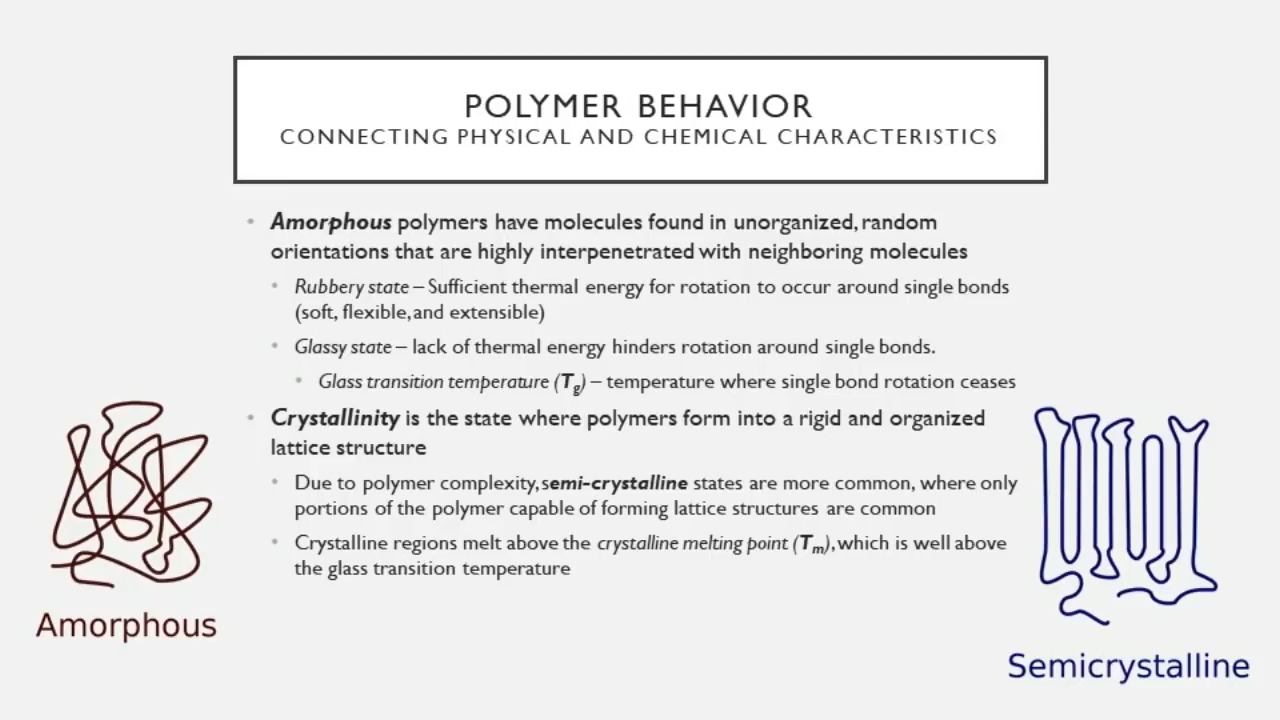 POLYMER BEHAVIOR
CONNECTING PHYSICAL AND CHEMICAL CHARACTERISTICS
• Amorphous polymers have molecules found in unorganized, random
orientations that are highly interpenetrated with neighboring molecules
• Rubbery state – Sufficient thermal energy for rotation to occur around single bonds
(soft, flexible, and extensible)
• Glassy state – lack of thermal energy hinders rotation around single bonds.
• Glass transition temperature (Tg) – temperature where single bond rotation ceases
• Crystallinity is the state where polymers form into a rigid and organized
lattice structure
• Due to polymer complexity, semi-crystalline states are more common, where only
portions of the polymer capable of forming lattice structures are common
• Crystalline regions melt above the crystalline melting point (Tm), which is well above
the glass transition temperature
Amorphous
Semicrystalline